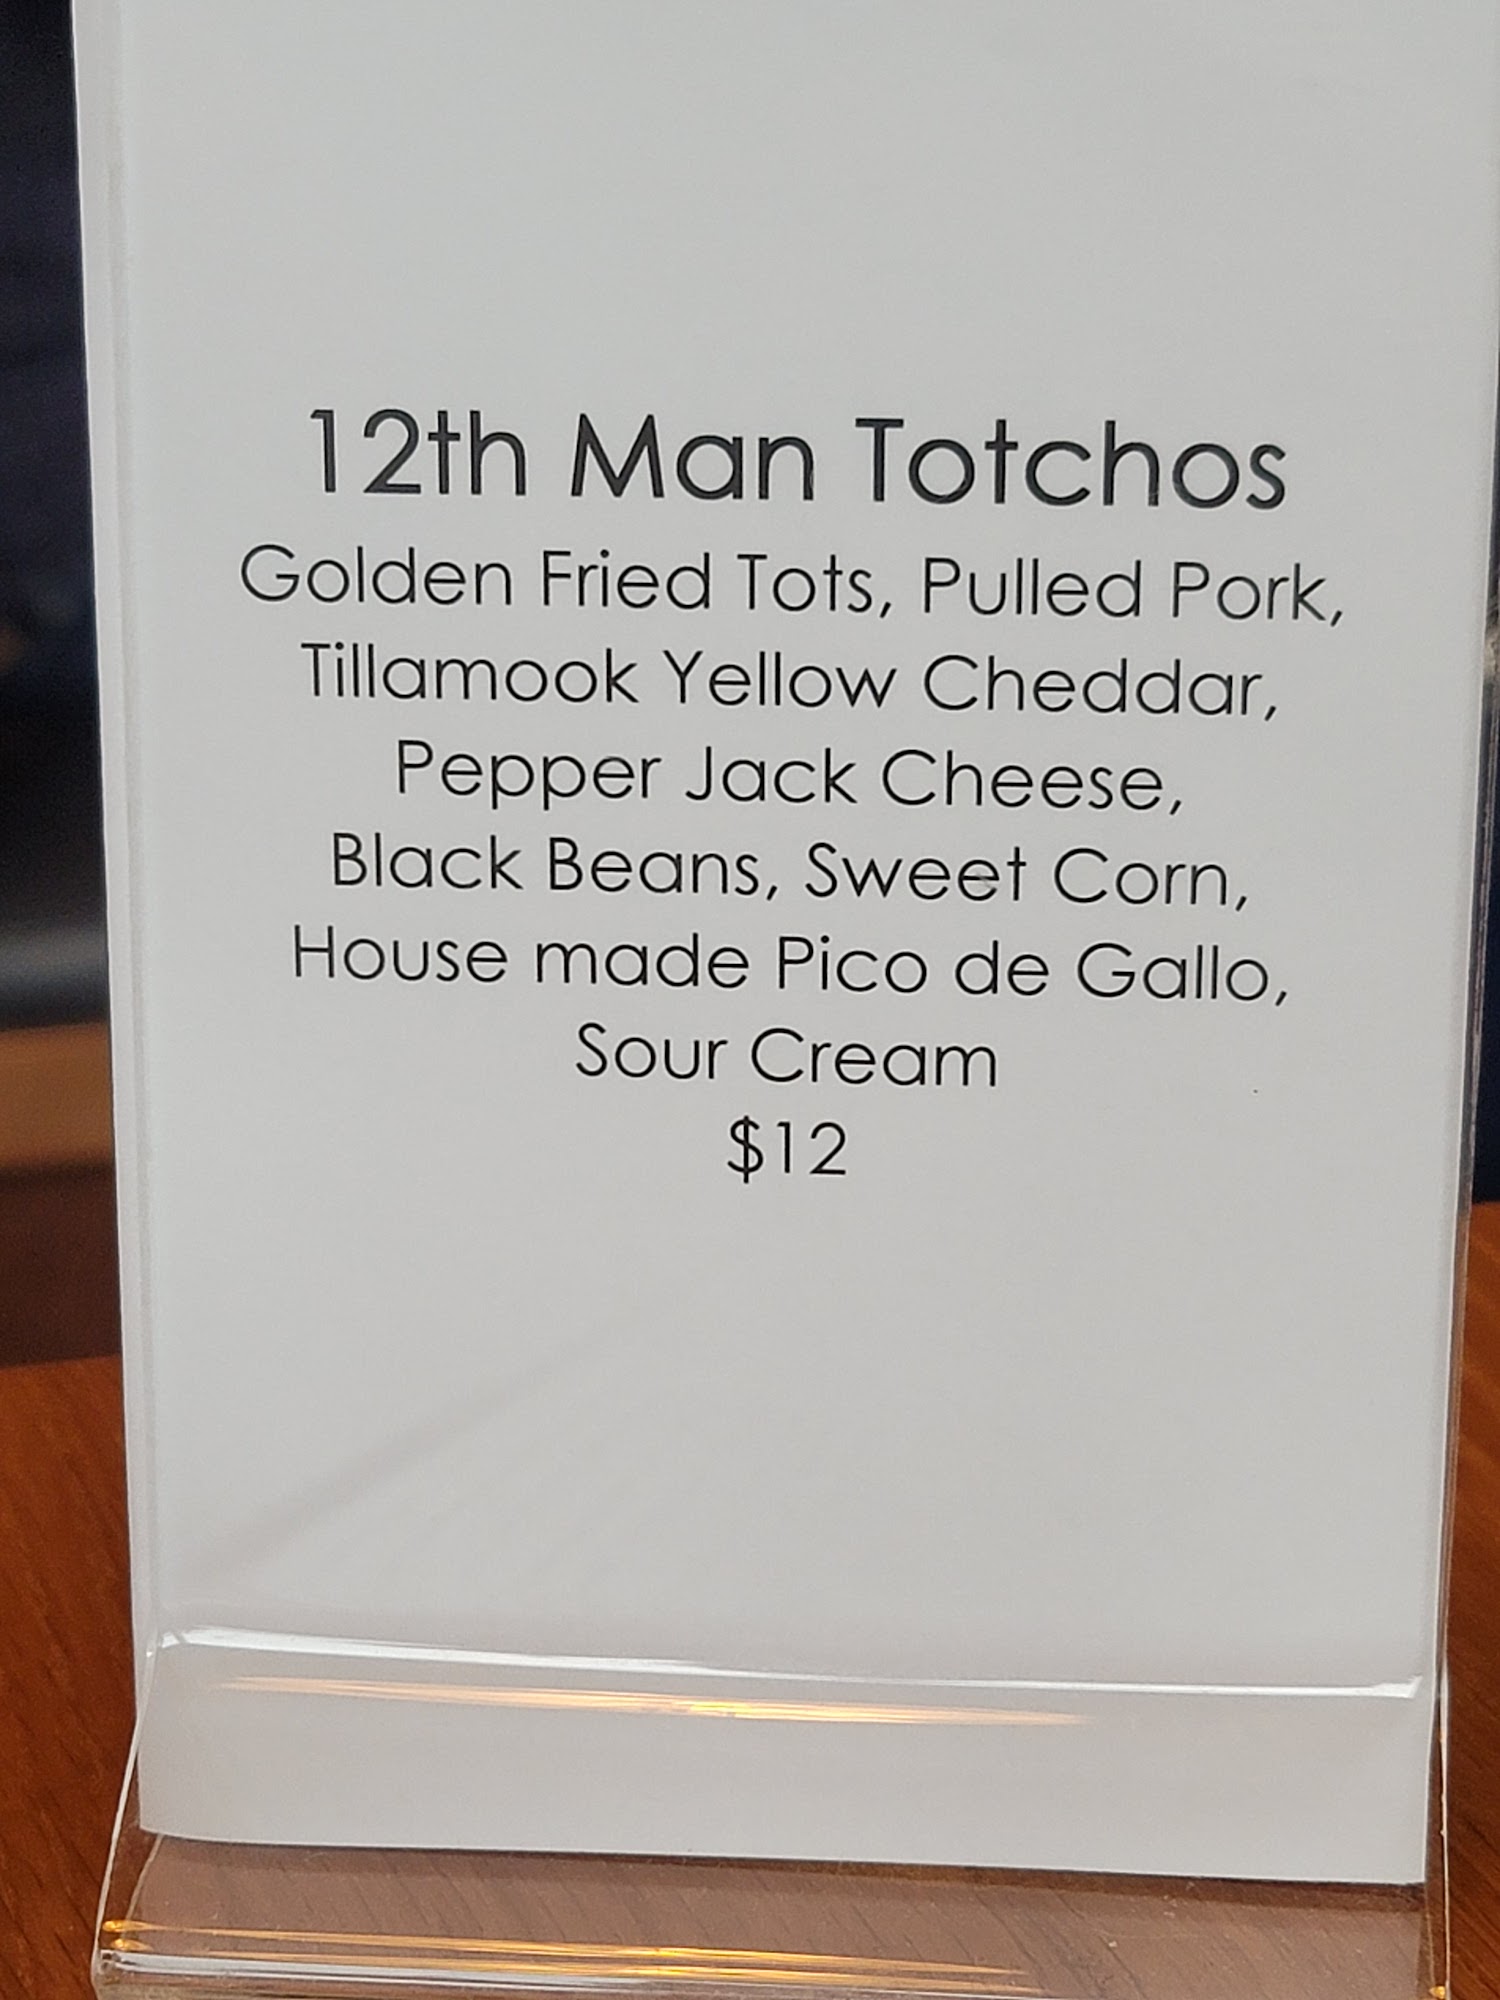 12th Man Totchos
Golden Fried Tots, Pulled Pork,
Tillamook Yellow Cheddar,
Pepper Jack Cheese,
Black Beans, Sweet Corn,
House made Pico de Gallo,
Sour Cream
$12